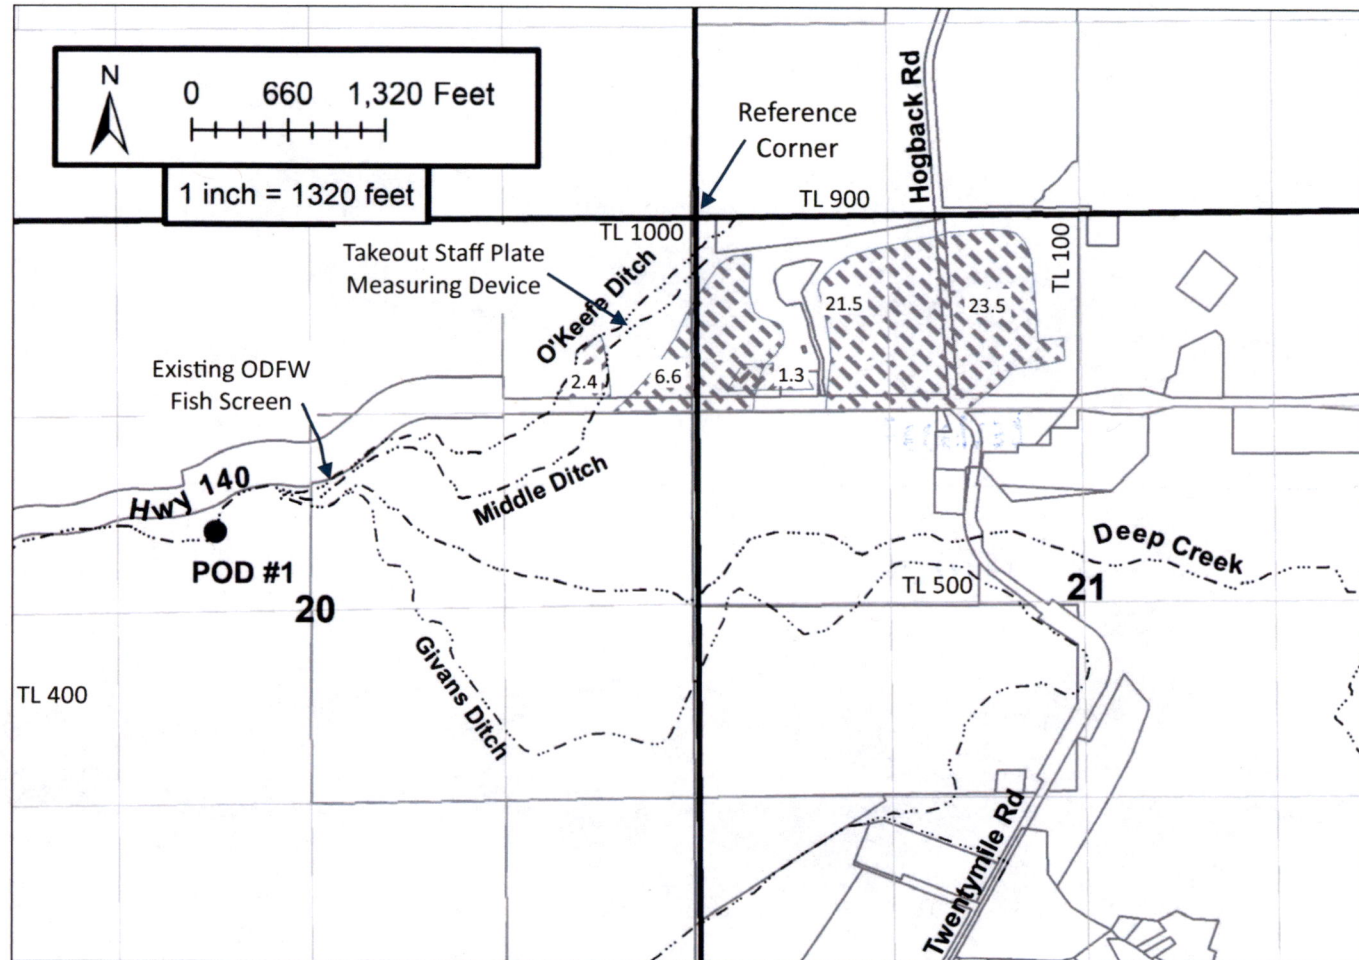 N
0 660 1,320 Feet
1 inch = 1320 feet
Reference
Corner
Hogback Rd
TL 900
TL 1000
TL 100
Takeout Staff Plate
Measuring Device
O'Keefe Ditch
21.5
23.5
Existing ODFW
Fish Screen
2.4
6.6
1.3
Middle Ditch
Hwy 140
POD #1
20
Deep Creek
TL 500
21
Givans Ditch
TL 400
Twentymile Rd